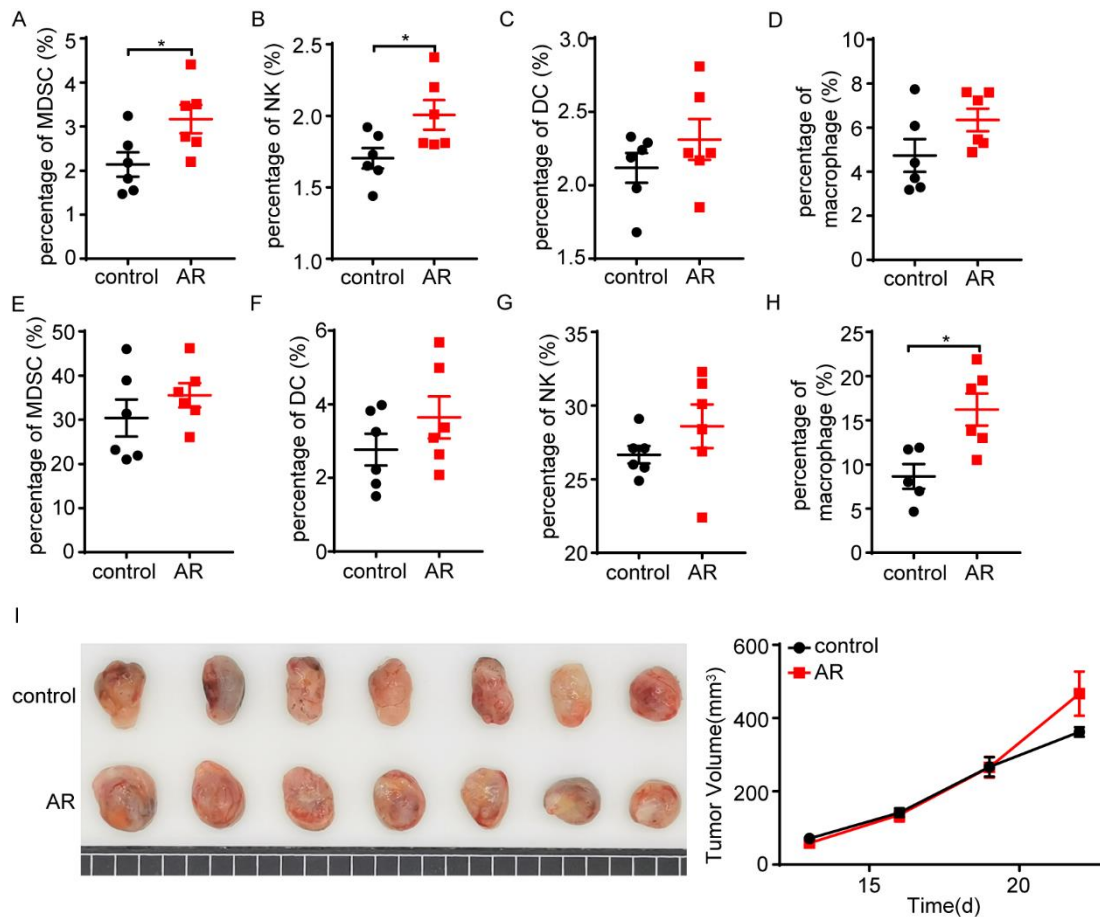 A
percentage of MDSC (%)
5
4
3
2
1
0
*
control AR
B
percentage of NK (%)
2.5
2.0
1.5
1.0
*
control AR
C
percentage of DC (%)
3.0
2.5
2.0
1.5
control AR
D
percentage of
macrophage (%)
10
8
6
4
2
0
control AR
E
percentage of MDSC (%)
50
40
30
20
10
0
control AR
F
percentage of DC (%)
6
4
2
0
control AR
G
percentage of NK (%)
35
30
25
20
control AR
H
percentage of
macrophage (%)
25
20
15
10
5
0
*
control AR
I
control
AR
Tumor Volume(mm³)
600
400
200
0
control
AR
15 20
Time(d)